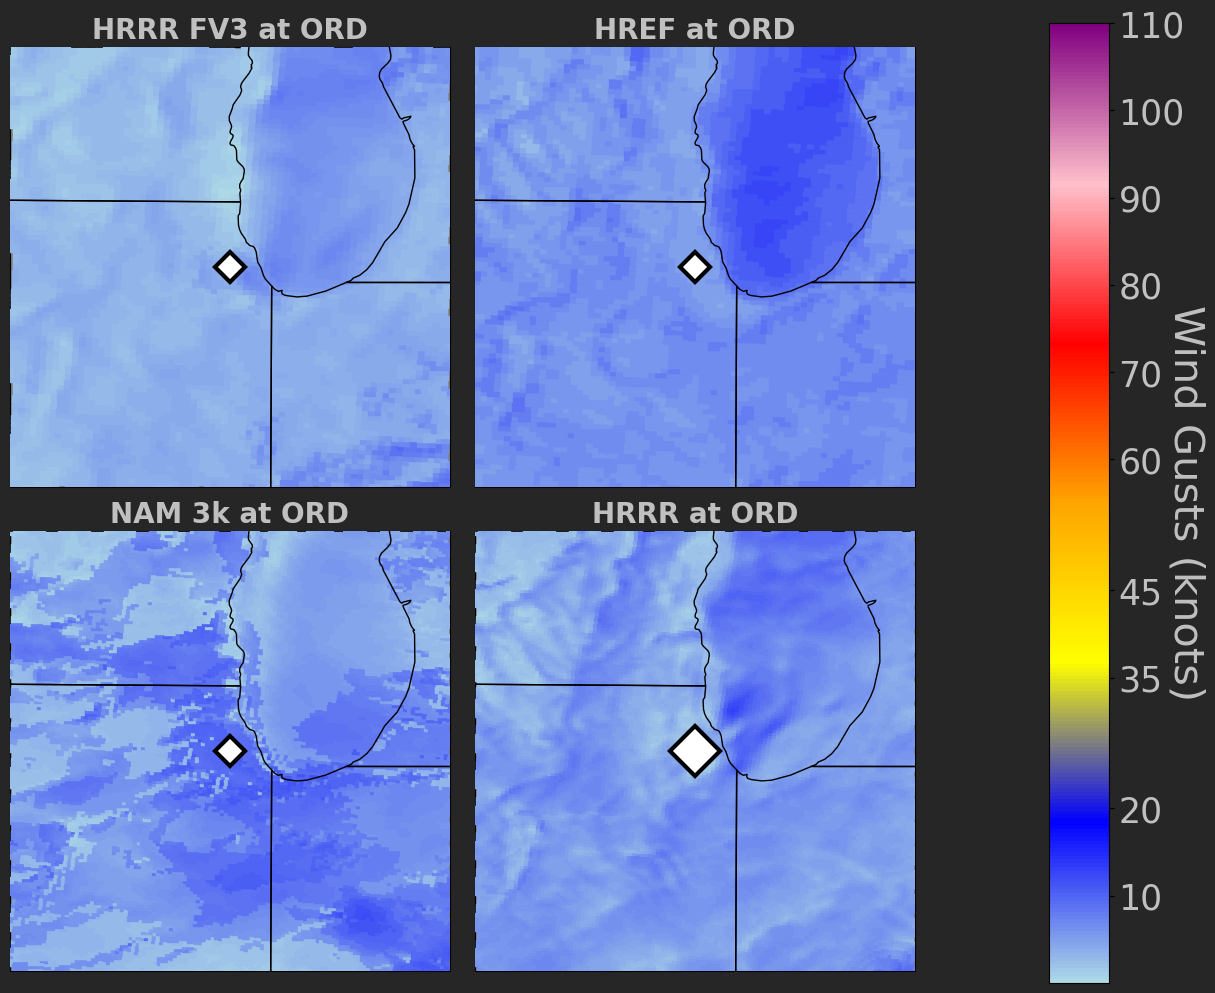 HRRR FV3 at ORD
HREF at ORD
NAM 3k at ORD
HRRR at ORD
110
100
90
80
70
60
45
35
20
10
Wind Gusts (knots)